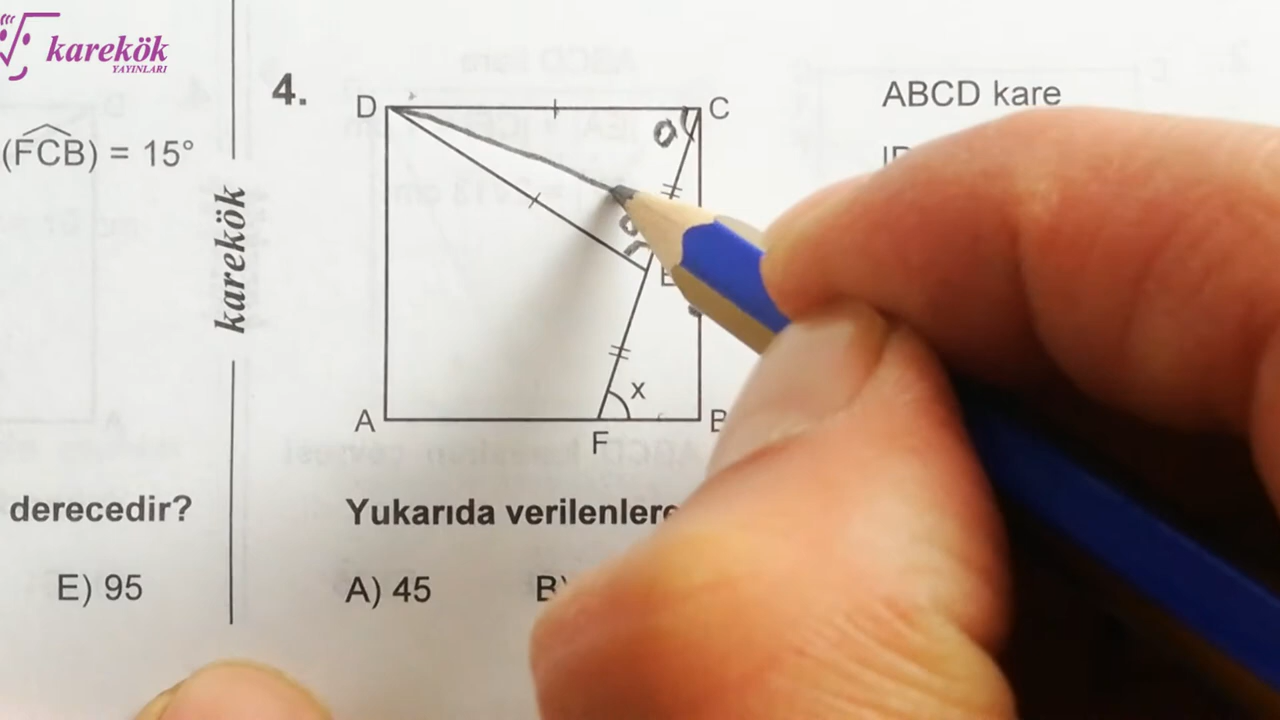 karekök
YAYINLARI
(FCB) = 15°
karekök
derecedir?
E) 95
4.
D
C
ABCD kare
α
α
E
x
A
F
B
Yukarıda verilenlere
A) 45
B)